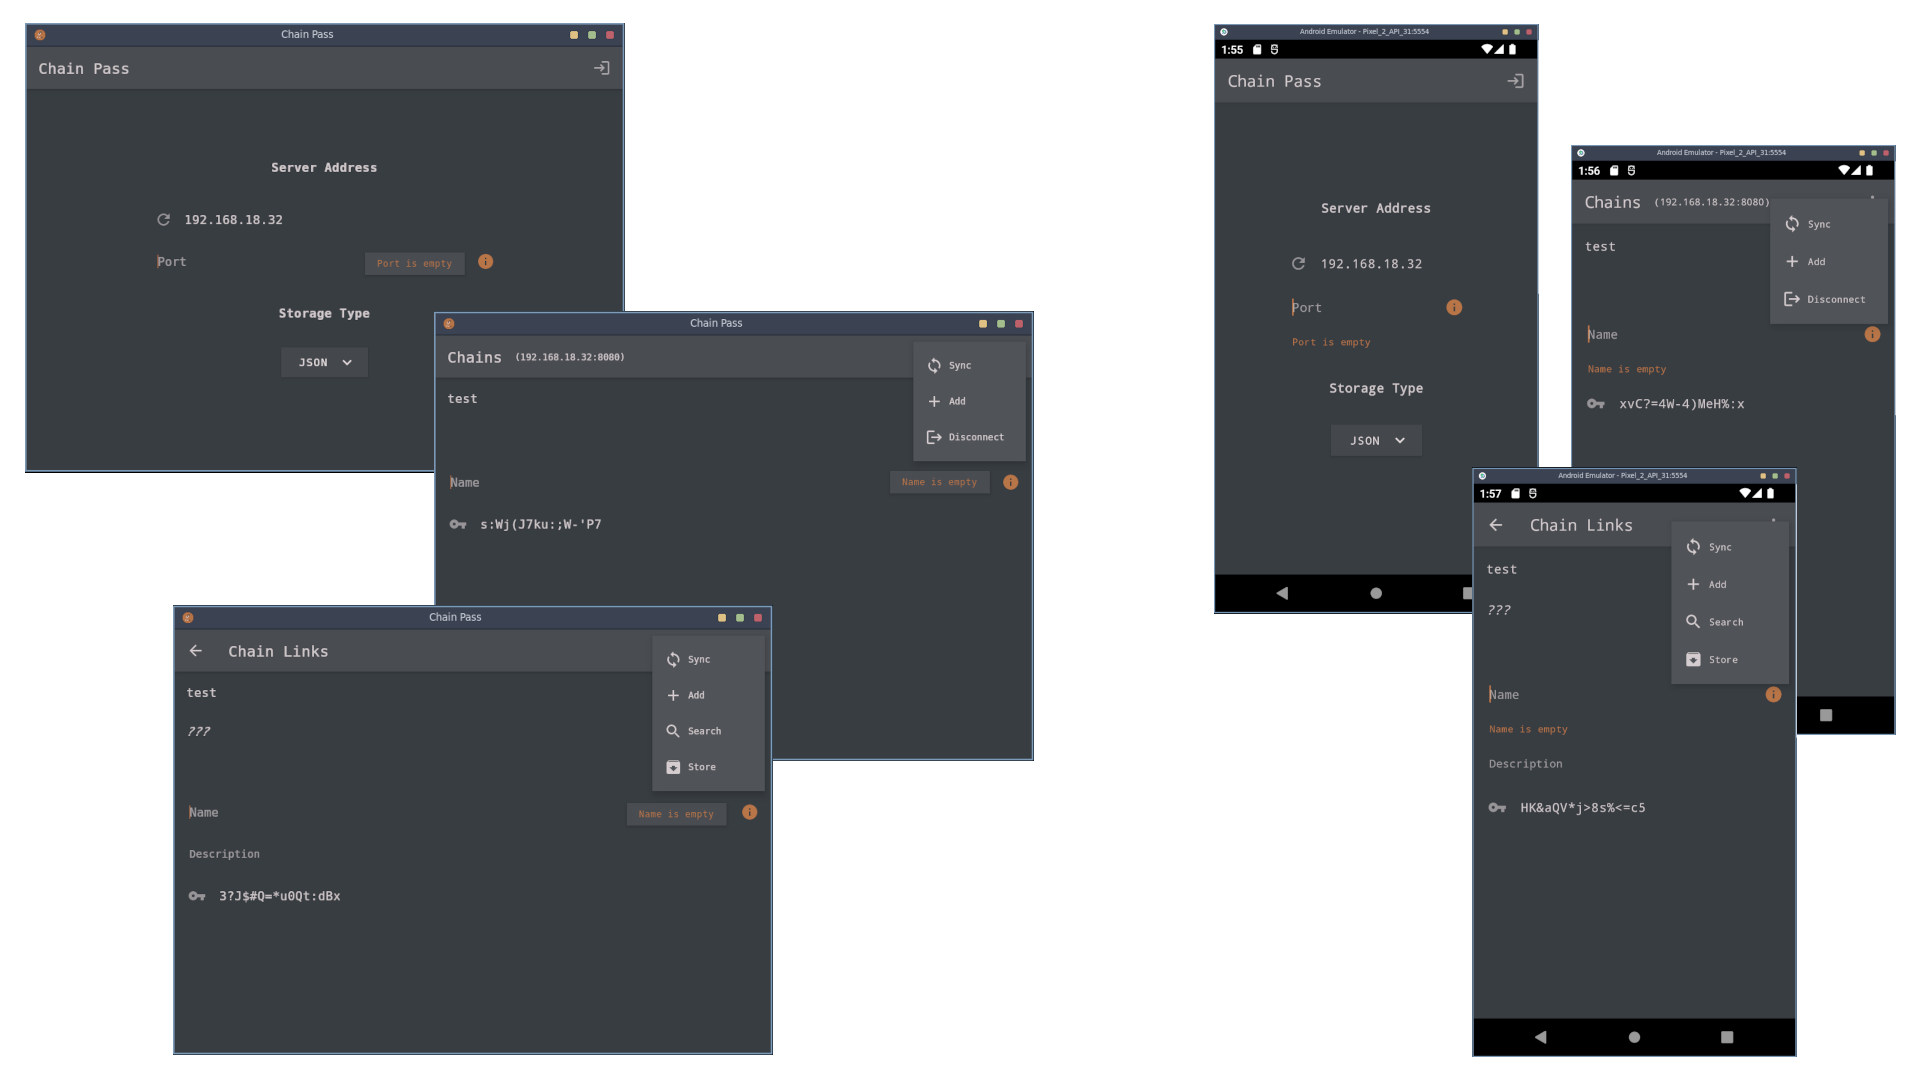 Chain Pass
Chain Pass
Server Address
192.168.18.32
Port
Port is empty
Storage Type
JSON
Chain Pass
Chains (192.168.18.32:8080)
Sync
Add
Disconnect
test
Name
Name is empty
s:Wj(J7ku:;W-'P7
Chain Pass
Chain Links
Sync
Add
Search
Store
test
???
Name
Name is empty
Description
3?J$#Q=*u0Qt:dBx
Android Emulator - Pixel_2_API_31:5554
1:55
Chain Pass
Server Address
192.168.18.32
Port
Port is empty
Storage Type
JSON
Android Emulator - Pixel_2_API_31:5554
1:56
Chains (192.168.18.32:8080)
Sync
Add
Disconnect
test
Name
Name is empty
xvC?=4W-4)MeH%:x
Android Emulator - Pixel_2_API_31:5554
1:57
Chain Links
Sync
Add
Search
Store
test
???
Name
Name is empty
Description
HK&aQV*j>8s%<=c5